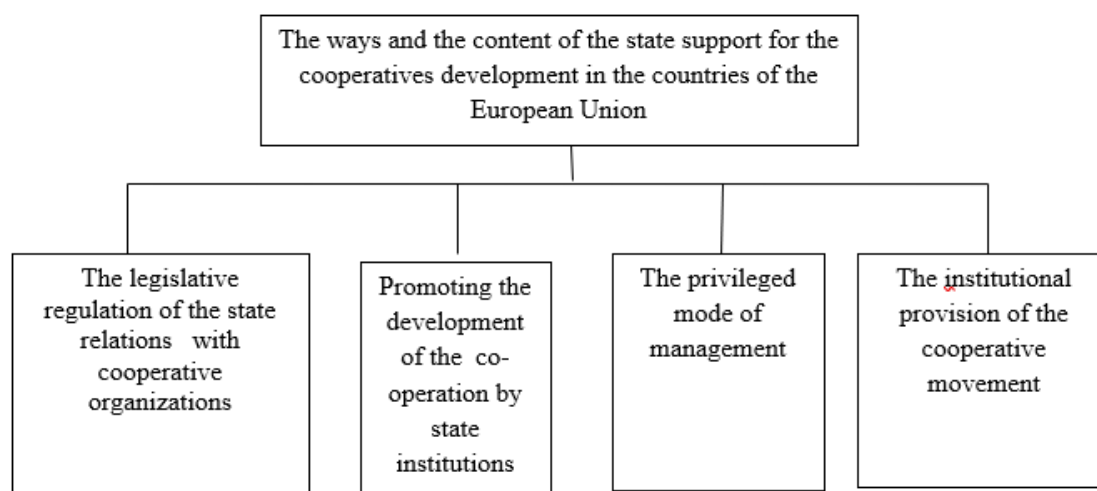 The ways and the content of the state support for the
cooperatives development in the countries of the
European Union
The legislative
regulation of the state
relations with
cooperative
organizations
Promoting the
development
of the co-
operation by
state
institutions
The privileged
mode of
management
The institutional
provision of the
cooperative
movement